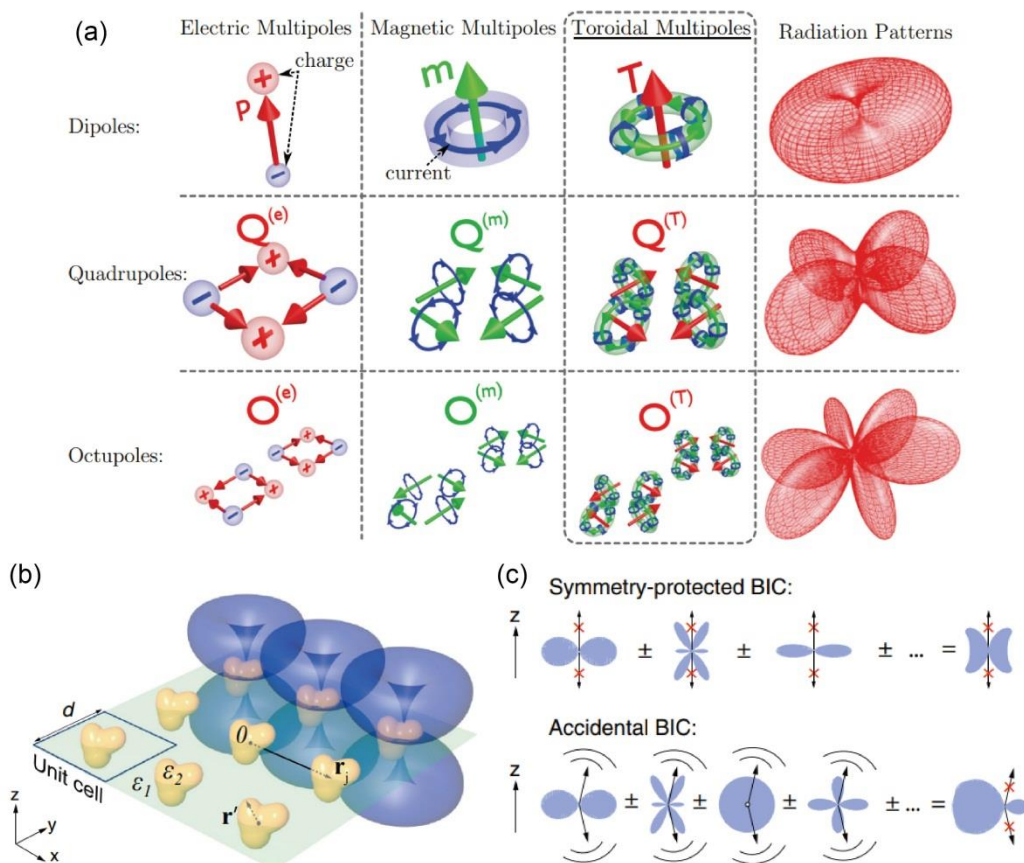 (a)
Electric Multipoles Magnetic Multipoles Toroidal Multipoles Radiation Patterns
charge
+
P
−
m
current
T
Dipoles:
Q(e) Q(m) Q(T)
Quadrupoles:
+
− −
+
O(e) O(m) O(T)
Octupoles:
+
− −
+
−
+ +
−
(b)
d
Unit cell
ε1
ε2
0
rj
r'
z
y
x
(c)
Symmetry-protected BIC:
z
± ± ± ... =
Accidental BIC:
z
± ± ± ± ... =